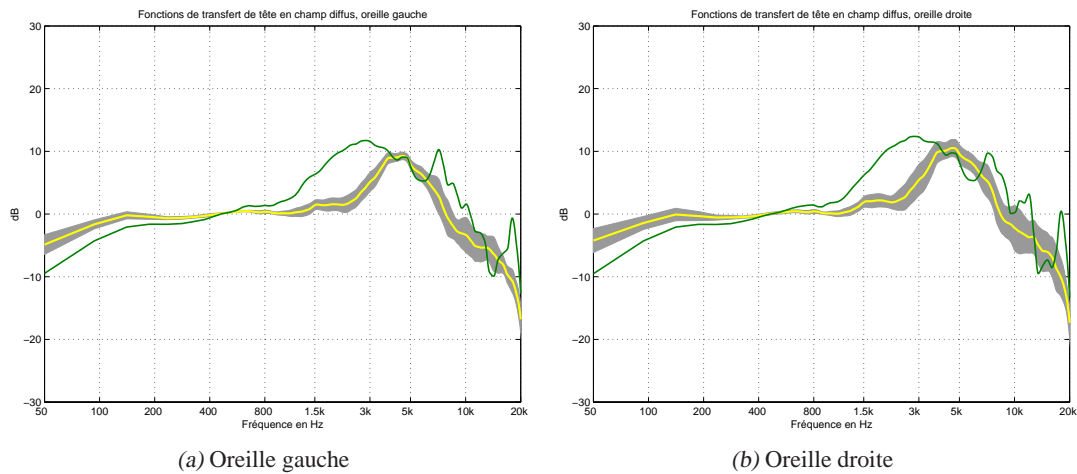 Fonctions de transfert de tête en champ diffus, oreille gauche
30
20
10
0
−10
−20
−30
dB
50 100 200 400 800 1.5k 3k 5k 10k 20k
Fréquence en Hz
(a) Oreille gauche
Fonctions de transfert de tête en champ diffus, oreille droite
30
20
10
0
−10
−20
−30
dB
50 100 200 400 800 1.5k 3k 5k 10k 20k
Fréquence en Hz
(b) Oreille droite